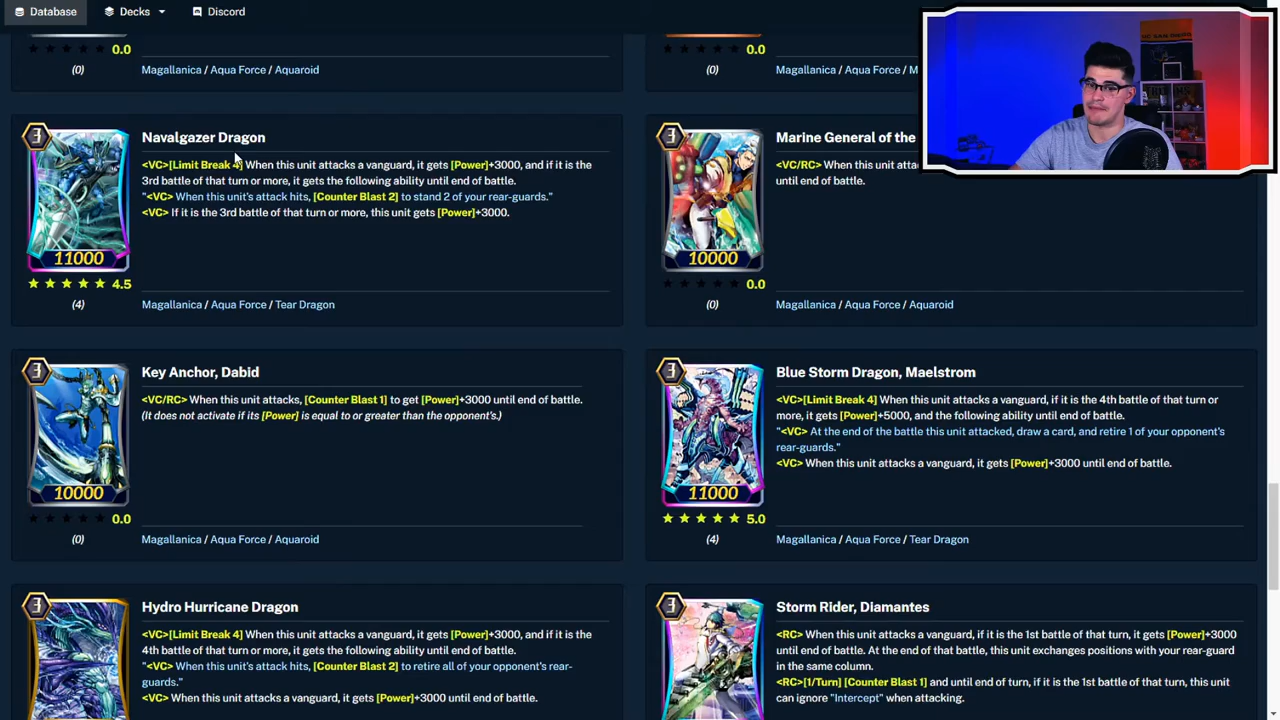 Database
Decks
Discord
0.0
(0)
Magallanica / Aqua Force / Aquaroid
0.0
(0)
Magallanica / Aqua Force / M
3
11000
4.5
(4)
Navalgazer Dragon
<VC>[Limit Break 4] When this unit attacks a vanguard, it gets [Power]+3000, and if it is the
3rd battle of that turn or more, it gets the following ability until end of battle.
"<VC> When this unit's attack hits, [Counter Blast 2] to stand 2 of your rear-guards."
<VC> If it is the 3rd battle of that turn or more, this unit gets [Power]+3000.
Magallanica / Aqua Force / Tear Dragon
3
10000
0.0
(0)
Marine General of the
<VC/RC> When this unit atta
until end of battle.
Magallanica / Aqua Force / Aquaroid
3
10000
0.0
(0)
Key Anchor, Dabid
<VC/RC> When this unit attacks, [Counter Blast 1] to get [Power]+3000 until end of battle.
(It does not activate if its [Power] is equal to or greater than the opponent's.)
Magallanica / Aqua Force / Aquaroid
3
11000
5.0
(4)
Blue Storm Dragon, Maelstrom
<VC>[Limit Break 4] When this unit attacks a vanguard, if it is the 4th battle of that turn or
more, it gets [Power]+5000, and the following ability until end of battle.
"<VC> At the end of the battle this unit attacked, draw a card, and retire 1 of your opponent's
rear-guards."
<VC> When this unit attacks a vanguard, it gets [Power]+3000 until end of battle.
Magallanica / Aqua Force / Tear Dragon
3
Hydro Hurricane Dragon
<VC>[Limit Break 4] When this unit attacks a vanguard, it gets [Power]+3000, and if it is the
4th battle of that turn or more, it gets the following ability until end of battle.
"<VC> When this unit's attack hits, [Counter Blast 2] to retire all of your opponent's rear-
guards."
<VC> When this unit attacks a vanguard, it gets [Power]+3000 until end of battle.
3
Storm Rider, Diamantes
<RC> When this unit attacks a vanguard, if it is the 1st battle of that turn, it gets [Power]+3000
until end of battle. At the end of that battle, this unit exchanges positions with your rear-guard
in the same column.
<RC>[1/Turn] [Counter Blast 1] and until end of turn, if it is the 1st battle of that turn, this unit
can ignore "Intercept" when attacking.